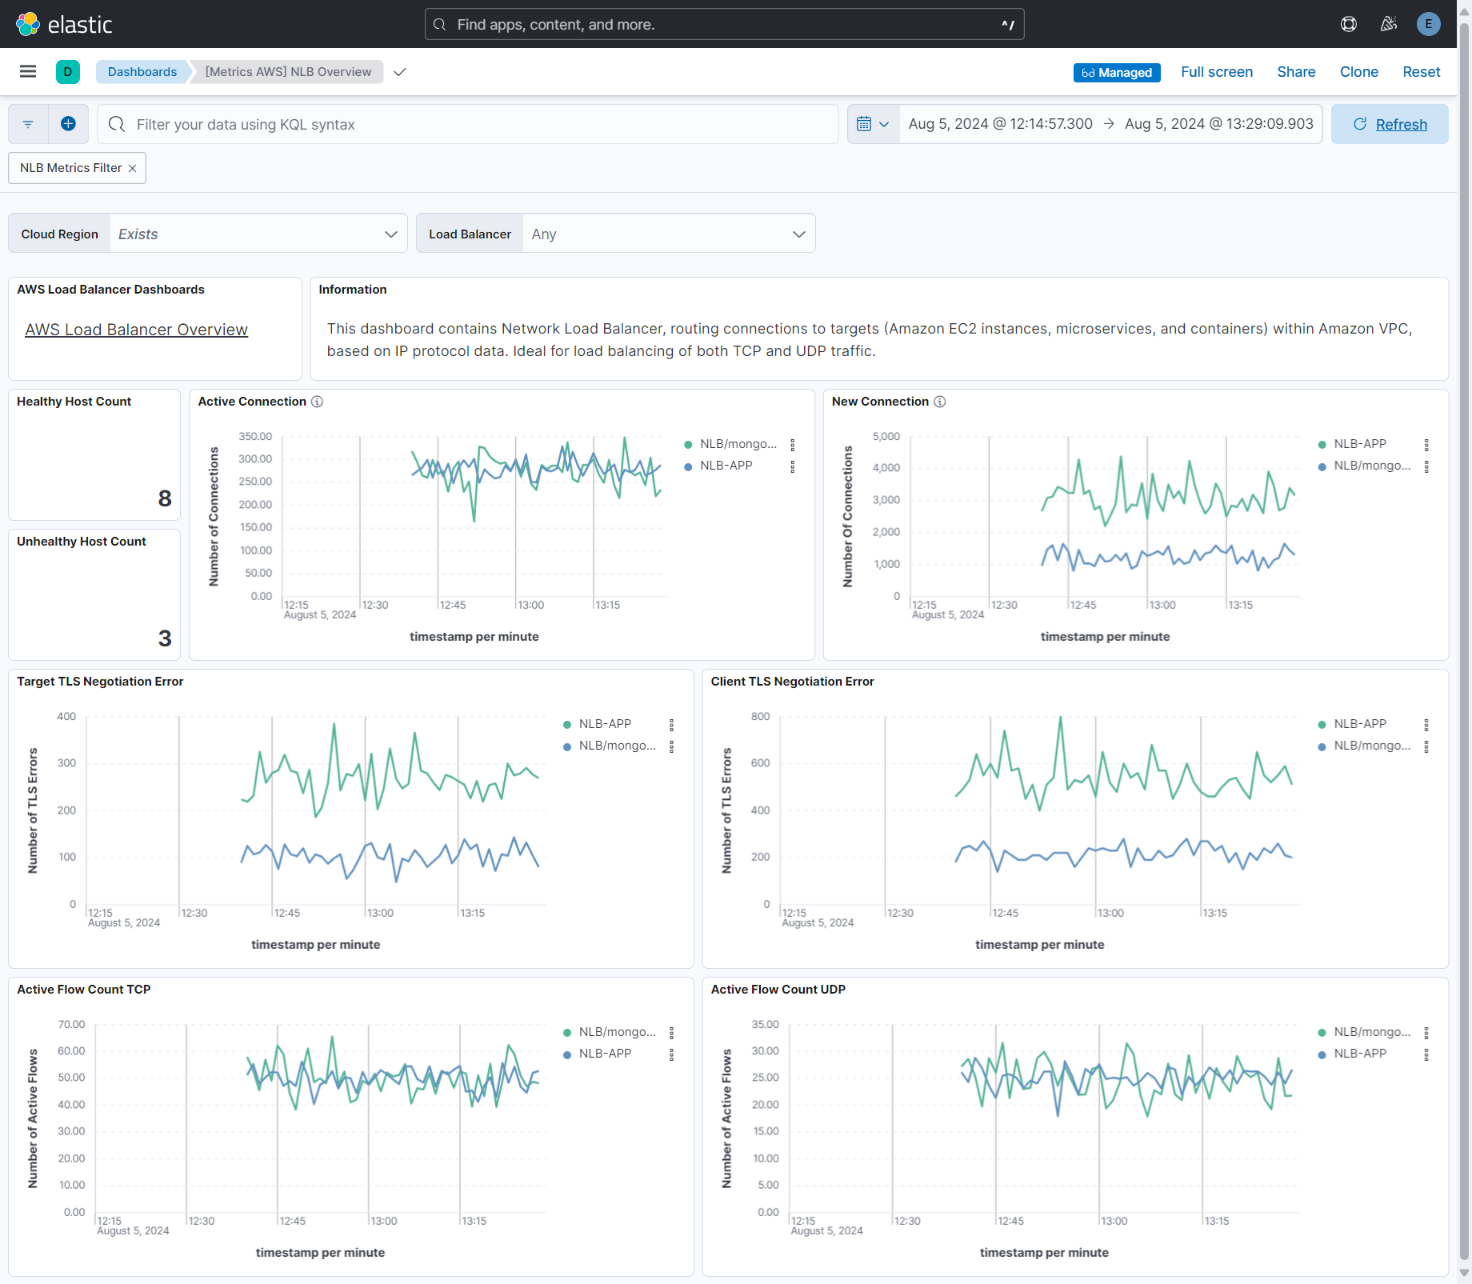 elastic
Find apps, content, and more.
^/
E
D
Dashboards
[Metrics AWS] NLB Overview
Managed
Full screen
Share
Clone
Reset
Filter your data using KQL syntax
Aug 5, 2024 @ 12:14:57.300 → Aug 5, 2024 @ 13:29:09.903
Refresh
NLB Metrics Filter ×
Cloud Region Exists
Load Balancer Any
AWS Load Balancer Dashboards
AWS Load Balancer Overview
Information
This dashboard contains Network Load Balancer, routing connections to targets (Amazon EC2 instances, microservices, and containers) within Amazon VPC,
based on IP protocol data. Ideal for load balancing of both TCP and UDP traffic.
Healthy Host Count
8
Unhealthy Host Count
3
Active Connection
Number of Connections
350.00
300.00
250.00
200.00
150.00
100.00
50.00
0.00
12:15 12:30 12:45 13:00 13:15
August 5, 2024
timestamp per minute
NLB/mongo...
NLB-APP
New Connection
Number Of Connections
5,000
4,000
3,000
2,000
1,000
0
12:15 12:30 12:45 13:00 13:15
August 5, 2024
timestamp per minute
NLB-APP
NLB/mongo...
Target TLS Negotiation Error
Number of TLS Errors
400
300
200
100
0
12:15 12:30 12:45 13:00 13:15
August 5, 2024
timestamp per minute
NLB-APP
NLB/mongo...
Client TLS Negotiation Error
Number of TLS Errors
800
600
400
200
0
12:15 12:30 12:45 13:00 13:15
August 5, 2024
timestamp per minute
NLB-APP
NLB/mongo...
Active Flow Count TCP
Number of Active Flows
70.00
60.00
50.00
40.00
30.00
20.00
10.00
0.00
12:15 12:30 12:45 13:00 13:15
August 5, 2024
timestamp per minute
NLB/mongo...
NLB-APP
Active Flow Count UDP
Number of Active Flows
35.00
30.00
25.00
20.00
15.00
10.00
5.00
0.00
12:15 12:30 12:45 13:00 13:15
August 5, 2024
timestamp per minute
NLB/mongo...
NLB-APP